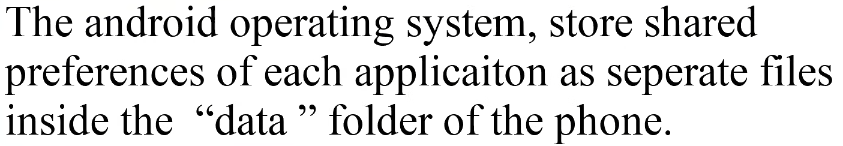 The android operating system, store shared
preferences of each applicaiton as seperate files
inside the  “data ” folder of the phone.